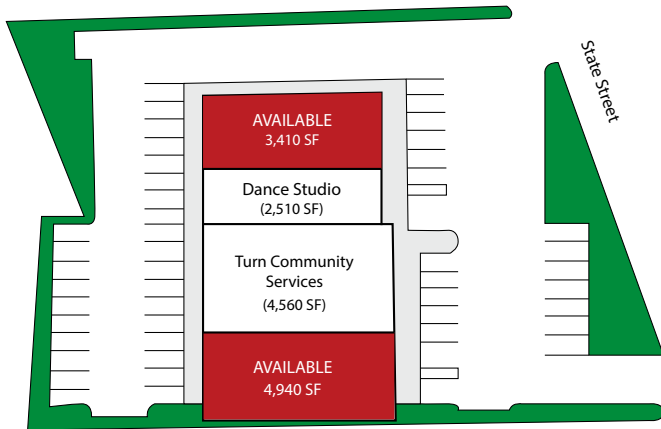 State Street
AVAILABLE
3,410 SF
Dance Studio
(2,510 SF)
Turn Community
Services
(4,560 SF)
AVAILABLE
4,940 SF